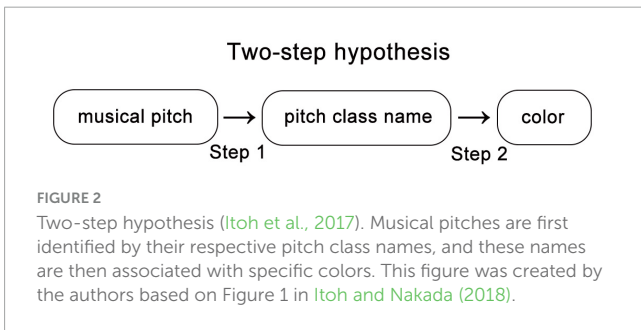 Two-step hypothesis
musical pitch → pitch class name → color
Step 1 Step 2
FIGURE 2
Two-step hypothesis (Itoh et al., 2017). Musical pitches are first
identified by their respective pitch class names, and these names
are then associated with specific colors. This figure was created by
the authors based on Figure 1 in Itoh and Nakada (2018).